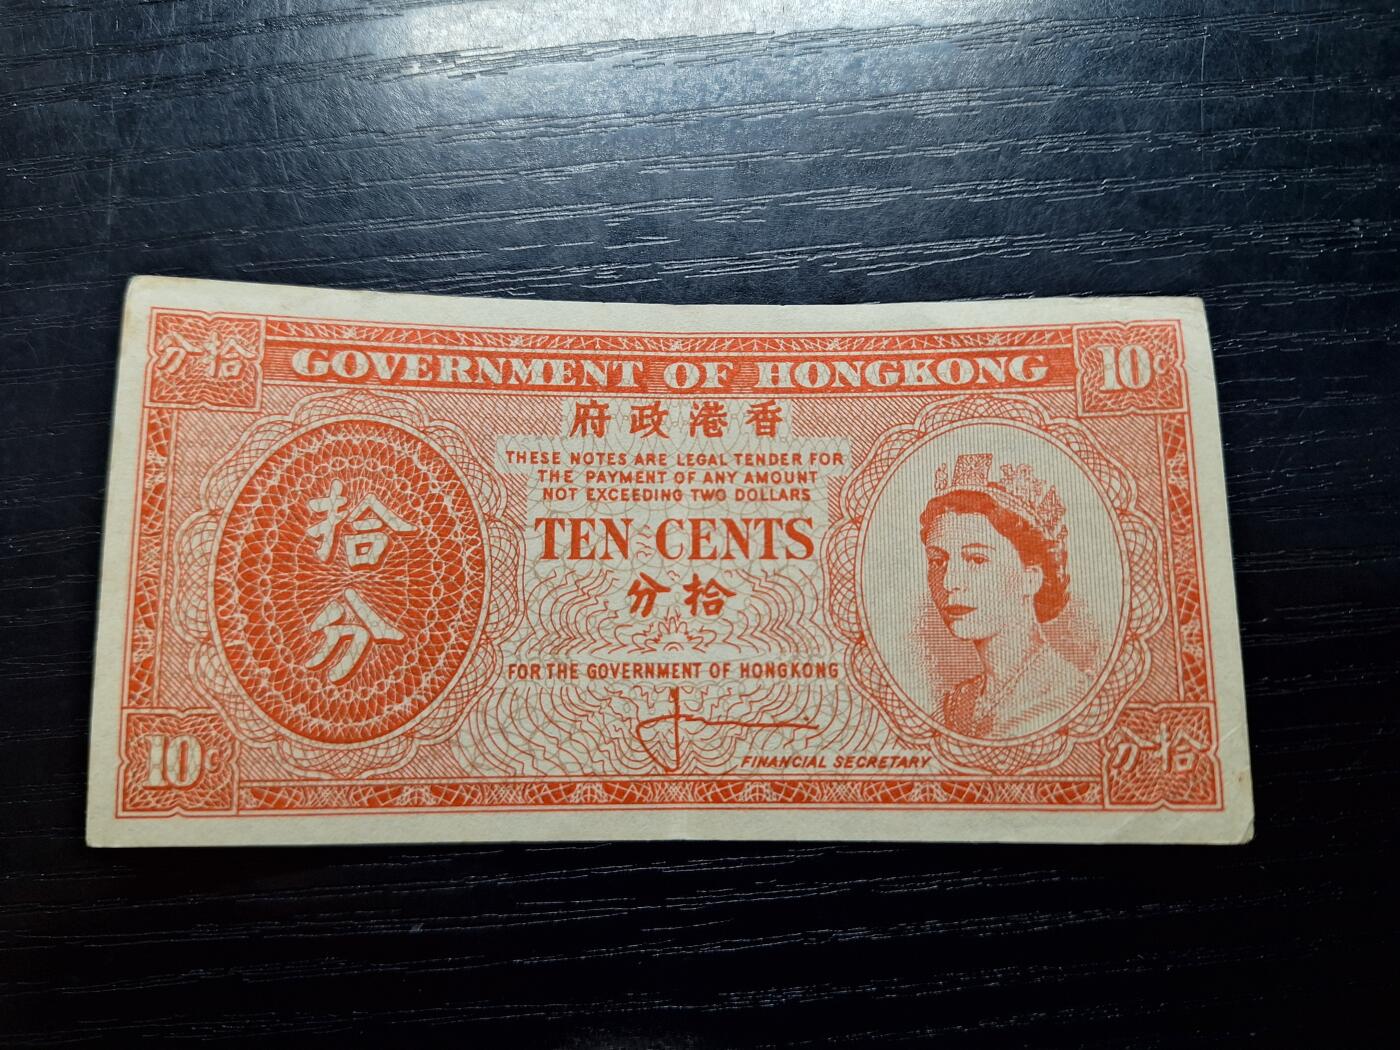 分拾
GOVERNMENT OF HONGKONG
10c
府政港香
THESE NOTES ARE LEGAL TENDER FOR
THE PAYMENT OF ANY AMOUNT
NOT EXCEEDING TWO DOLLARS
拾
分
TEN CENTS
分拾
FOR THE GOVERNMENT OF HONGKONG
FINANCIAL SECRETARY
10c
分拾